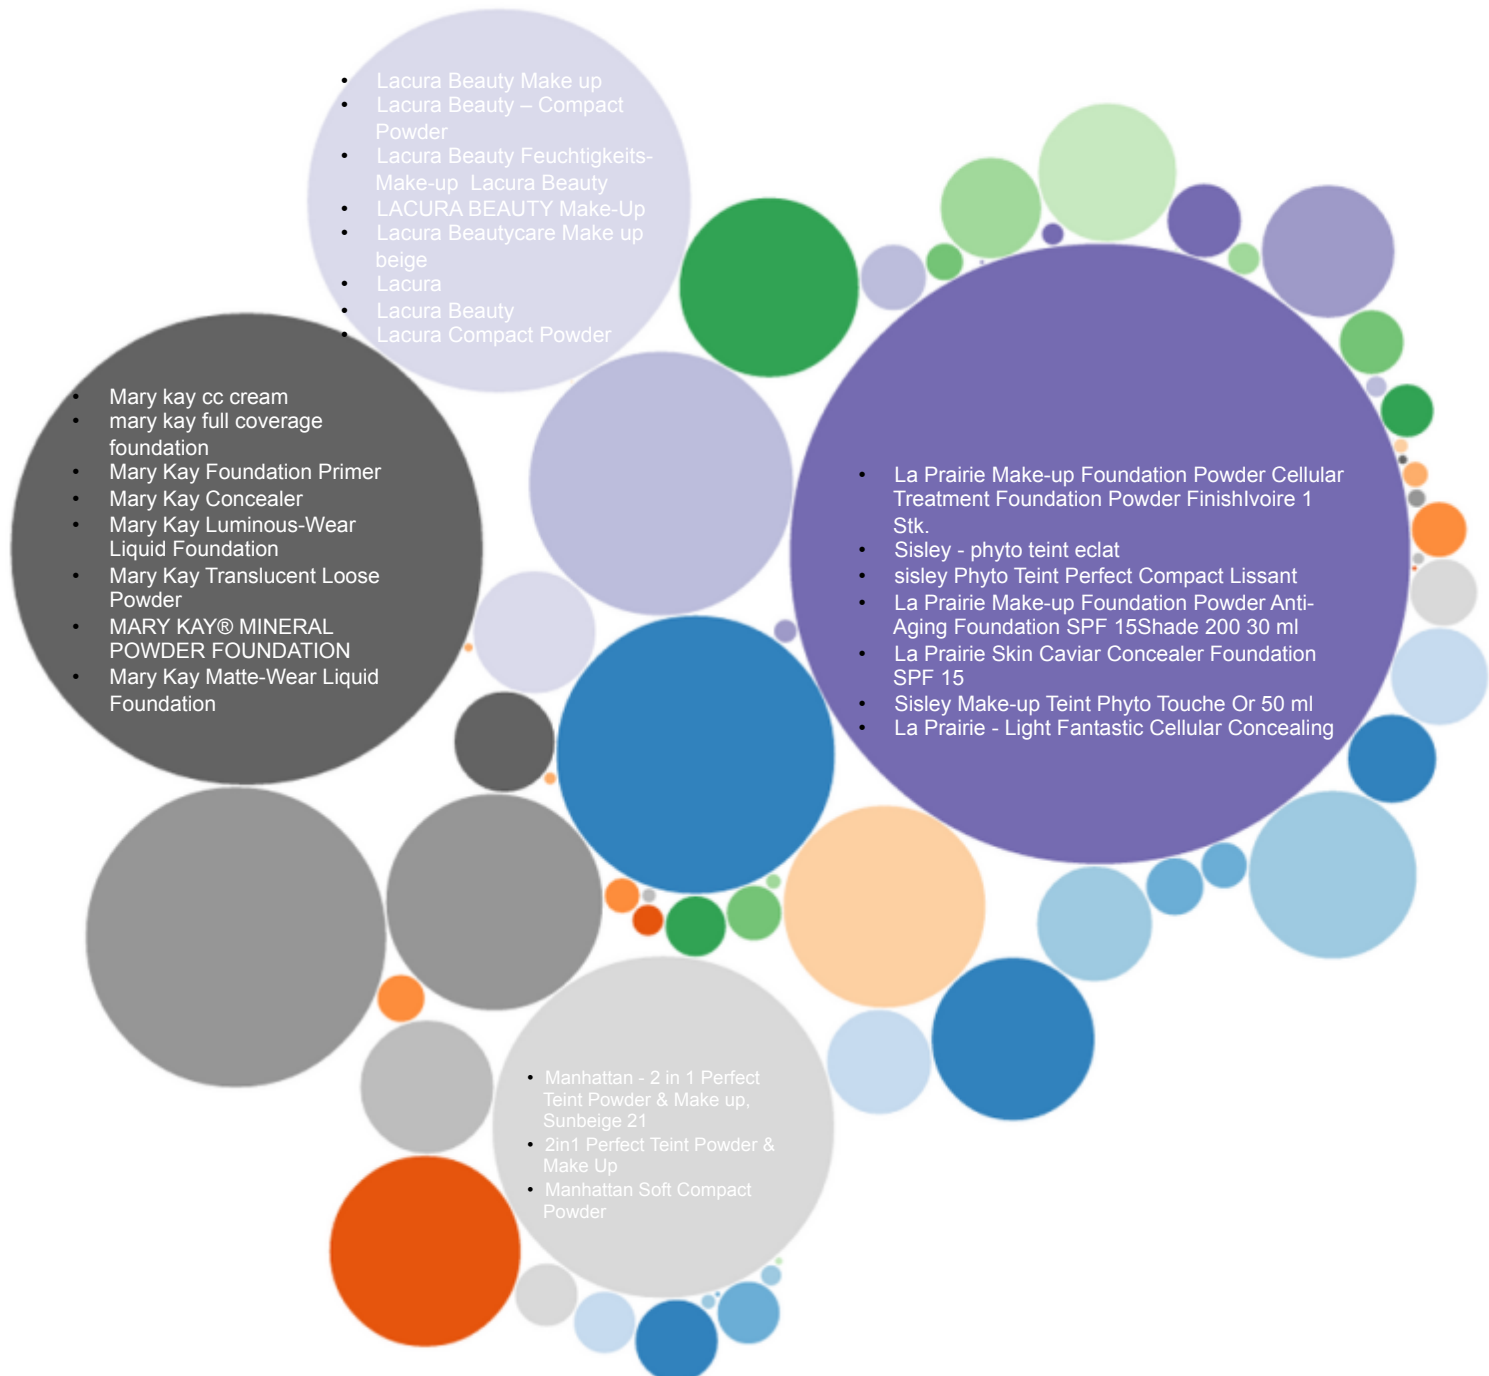 • Lacura Beauty Make up
• Lacura Beauty – Compact
Powder
• Lacura Beauty Feuchtigkeits-
Make-up  Lacura Beauty
• LACURA BEAUTY Make-Up
• Lacura Beautycare Make up
beige
• Lacura
• Lacura Beauty
• Lacura Compact Powder
• Mary kay cc cream
• mary kay full coverage
foundation
• Mary Kay Foundation Primer
• Mary Kay Concealer
• Mary Kay Luminous-Wear
Liquid Foundation
• Mary Kay Translucent Loose
Powder
• MARY KAY® MINERAL
POWDER FOUNDATION
• Mary Kay Matte-Wear Liquid
Foundation
• La Prairie Make-up Foundation Powder Cellular
Treatment Foundation Powder FinishIvoire 1
Stk.
• Sisley - phyto teint eclat
• sisley Phyto Teint Perfect Compact Lissant
• La Prairie Make-up Foundation Powder Anti-
Aging Foundation SPF 15Shade 200 30 ml
• La Prairie Skin Caviar Concealer Foundation
SPF 15
• Sisley Make-up Teint Phyto Touche Or 50 ml
• La Prairie - Light Fantastic Cellular Concealing
• Manhattan - 2 in 1 Perfect
Teint Powder & Make up,
Sunbeige 21
• 2in1 Perfect Teint Powder &
Make Up
• Manhattan Soft Compact
Powder